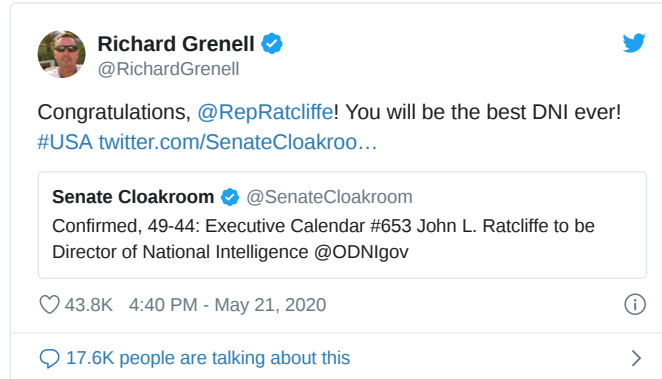 Richard Grenell
@RichardGrenell
Congratulations, @RepRatcliffe! You will be the best DNI ever!
#USA twitter.com/SenateCloakroo…
Senate Cloakroom @SenateCloakroom
Confirmed, 49-44: Executive Calendar #653 John L. Ratcliffe to be
Director of National Intelligence @ODNIgov
43.8K 4:40 PM - May 21, 2020
17.6K people are talking about this